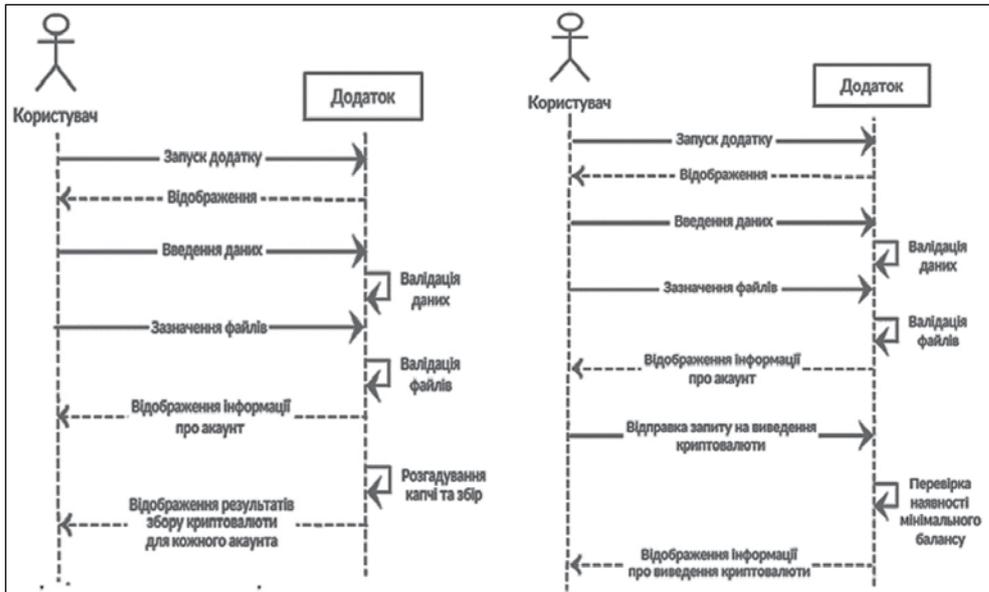 Користувач
Додаток
Запуск додатку
Відображення
Введення даних
Валідація
даних
Зазначення файлів
Валідація
файлів
Відображення інформації
про акаунт
Розгадування
капчі та збір
Відображення результатів
збору криптовалюти
для кожного акаунта
Користувач
Додаток
Запуск додатку
Відображення
Введення даних
Валідація
даних
Зазначення файлів
Валідація
файлів
Відображення інформації
про акаунт
Відправка запиту на виведення
криптовалюти
Перевірка
наявності
мінімального
балансу
Відображення інформації
про виведення криптовалюти